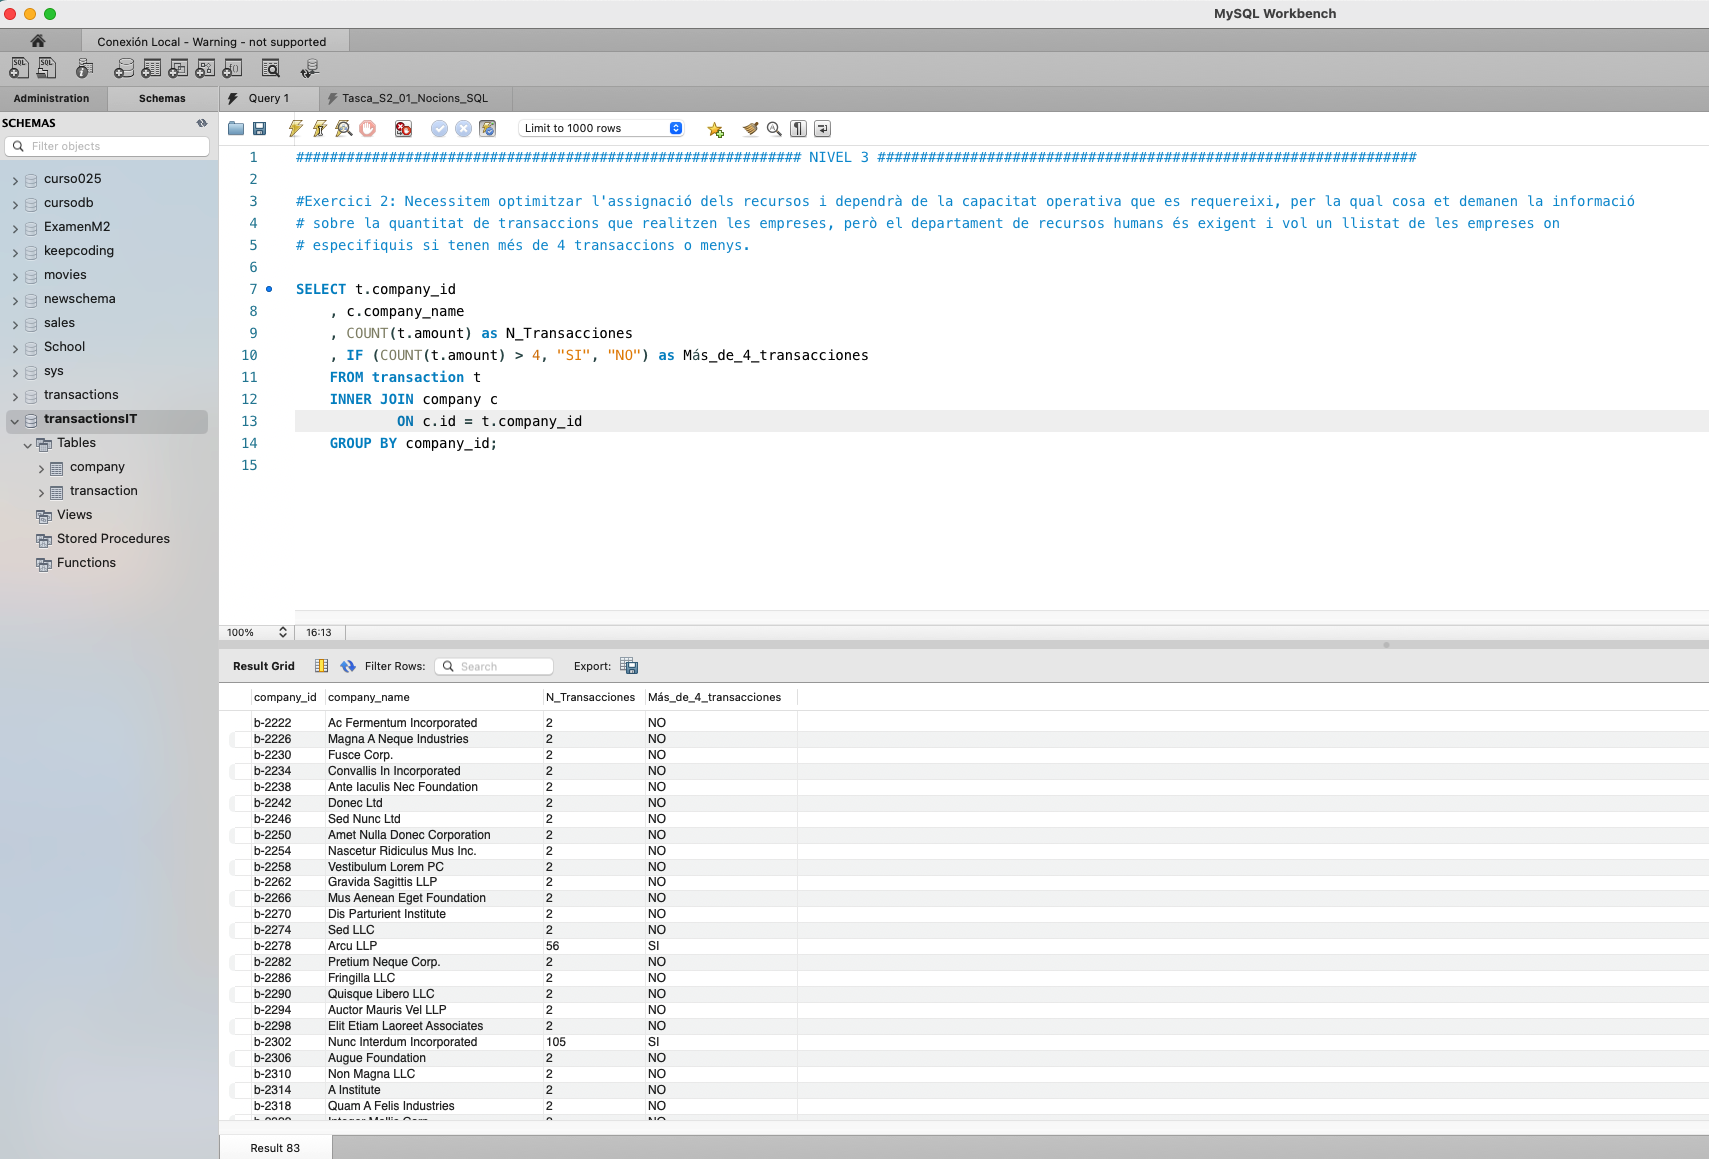 MySQL Workbench
Conexión Local - Warning - not supported
Administration
Schemas
Query 1
Tasca_S2_01_Nocions_SQL
SCHEMAS
Filter objects
Limit to 1000 rows
curso025
cursodb
ExamenM2
keepcoding
movies
newschema
sales
School
sys
transactions
transactionsIT
Tables
company
transaction
Views
Stored Procedures
Functions
1 ############################################################ NIVEL 3 ################################################################
2
3 #Exercici 2: Necessitem optimitzar l'assignació dels recursos i dependrà de la capacitat operativa que es requereixi, per la qual cosa et demanen la informació
4 # sobre la quantitat de transaccions que realitzen les empreses, però el departament de recursos humans és exigent i vol un llistat de les empreses on
5 # especifiquis si tenen més de 4 transaccions o menys.
6
7 SELECT t.company_id
8 , c.company_name
9 , COUNT(t.amount) as N_Transacciones
10 , IF (COUNT(t.amount) > 4, "SI", "NO") as Más_de_4_transacciones
11 FROM transaction t
12 INNER JOIN company c
13 ON c.id = t.company_id
14 GROUP BY company_id;
15
100% 16:13
Result Grid Filter Rows: Search Export:
company_id company_name N_Transacciones Más_de_4_transacciones
b-2222 Ac Fermentum Incorporated 2 NO
b-2226 Magna A Neque Industries 2 NO
b-2230 Fusce Corp. 2 NO
b-2234 Convallis In Incorporated 2 NO
b-2238 Ante Iaculis Nec Foundation 2 NO
b-2242 Donec Ltd 2 NO
b-2246 Sed Nunc Ltd 2 NO
b-2250 Amet Nulla Donec Corporation 2 NO
b-2254 Nascetur Ridiculus Mus Inc. 2 NO
b-2258 Vestibulum Lorem PC 2 NO
b-2262 Gravida Sagittis LLP 2 NO
b-2266 Mus Aenean Eget Foundation 2 NO
b-2270 Dis Parturient Institute 2 NO
b-2274 Sed LLC 2 NO
b-2278 Arcu LLP 56 SI
b-2282 Pretium Neque Corp. 2 NO
b-2286 Fringilla LLC 2 NO
b-2290 Quisque Libero LLC 2 NO
b-2294 Auctor Mauris Vel LLP 2 NO
b-2298 Elit Etiam Laoreet Associates 2 NO
b-2302 Nunc Interdum Incorporated 105 SI
b-2306 Augue Foundation 2 NO
b-2310 Non Magna LLC 2 NO
b-2314 A Institute 2 NO
b-2318 Quam A Felis Industries 2 NO
Result 83